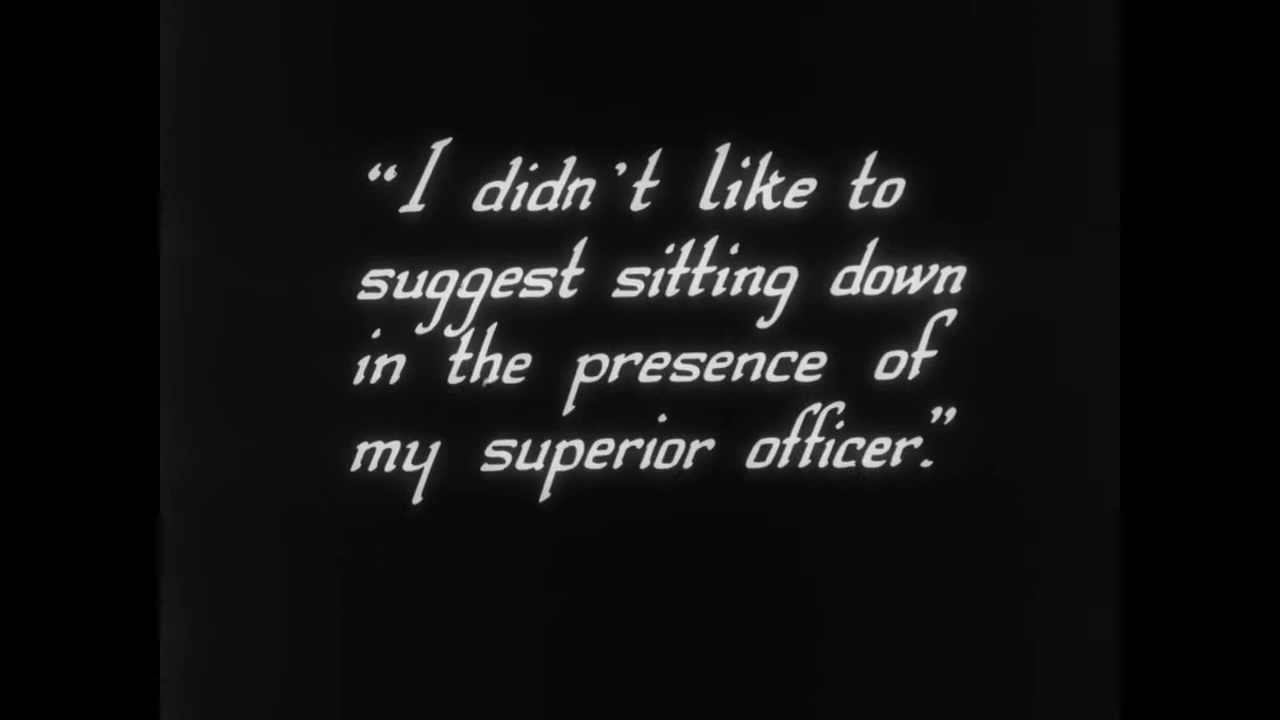 “I didn't like to
suggest sitting down
in the presence of
my superior officer.”